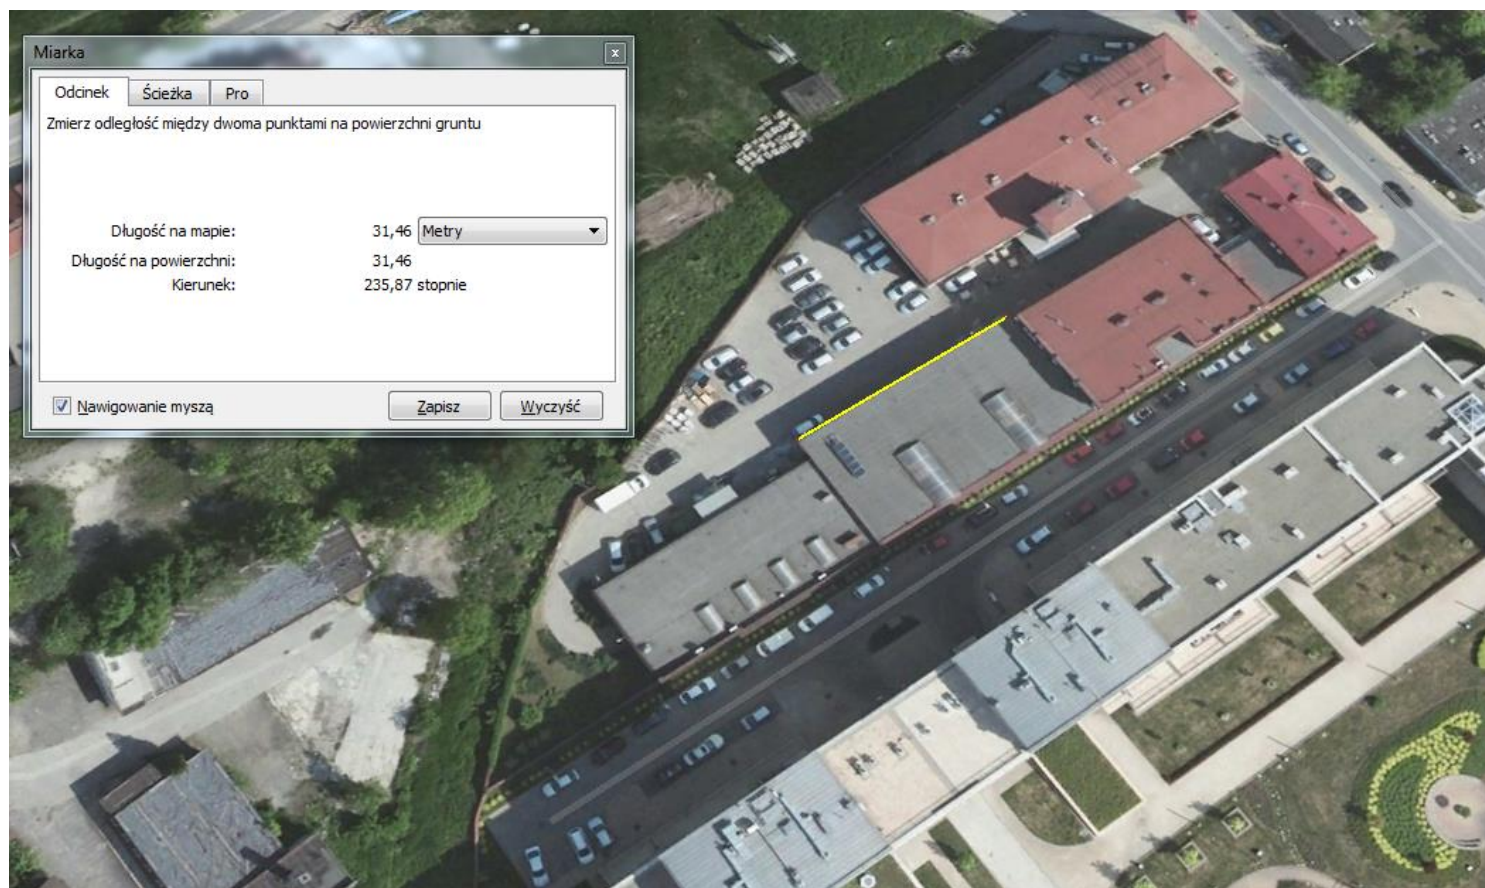 Miarka
Odcinek Ścieżka Pro
Zmierz odległość między dwoma punktami na powierzchni gruntu
Długość na mapie: 31,46 Metry
Długość na powierzchni: 31,46
Kierunek: 235,87 stopnie
Nawigowanie myszą Zapisz Wyczyść